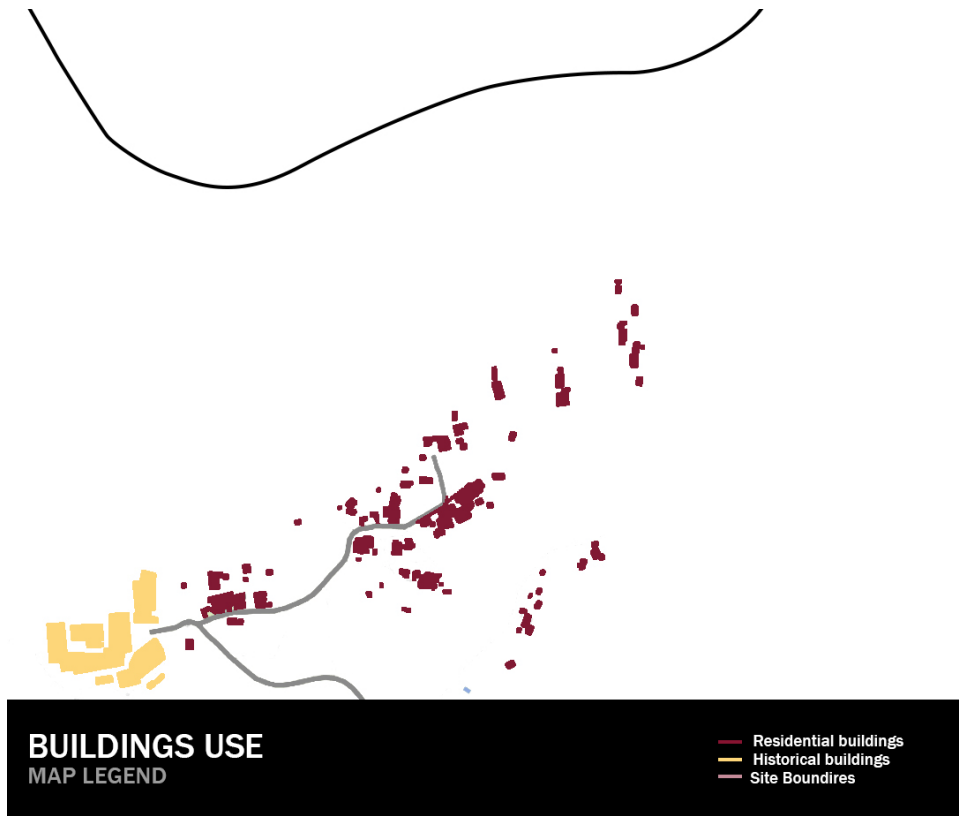 BUILDINGS USE
MAP LEGEND
Residential buildings
Historical buildings
Site Boundires